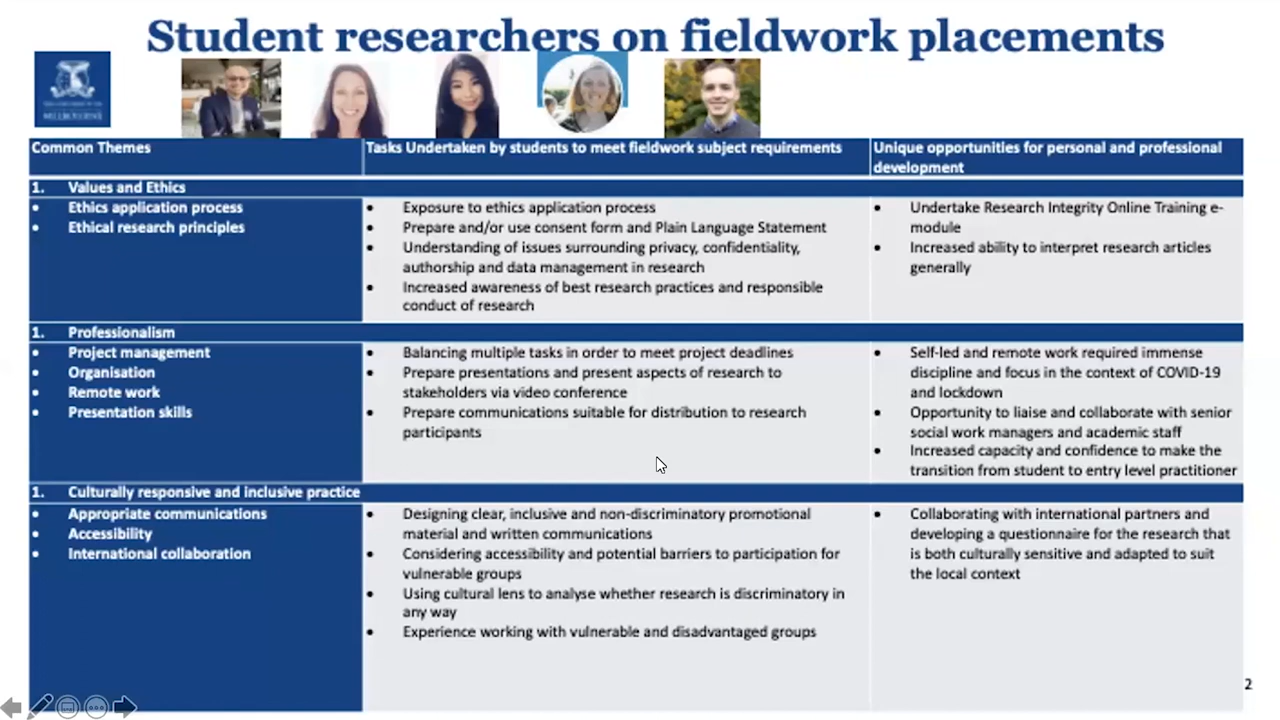 Student researchers on fieldwork placements
MELBOURNE
Common Themes
Tasks Undertaken by students to meet fieldwork subject requirements
Unique opportunities for personal and professional
development
1. Values and Ethics
• Ethics application process
• Ethical research principles
• Exposure to ethics application process
• Prepare and/or use consent form and Plain Language Statement
• Understanding of issues surrounding privacy, confidentiality,
authorship and data management in research
• Increased awareness of best research practices and responsible
conduct of research
• Undertake Research Integrity Online Training e-
module
• Increased ability to interpret research articles
generally
1. Professionalism
• Project management
• Organisation
• Remote work
• Presentation skills
• Balancing multiple tasks in order to meet project deadlines
• Prepare presentations and present aspects of research to
stakeholders via video conference
• Prepare communications suitable for distribution to research
participants
• Self-led and remote work required immense
discipline and focus in the context of COVID-19
and lockdown
• Opportunity to liaise and collaborate with senior
social work managers and academic staff
• Increased capacity and confidence to make the
transition from student to entry level practitioner
1. Culturally responsive and inclusive practice
• Appropriate communications
• Accessibility
• International collaboration
• Designing clear, inclusive and non-discriminatory promotional
material and written communications
• Considering accessibility and potential barriers to participation for
vulnerable groups
• Using cultural lens to analyse whether research is discriminatory in
any way
• Experience working with vulnerable and disadvantaged groups
• Collaborating with international partners and
developing a questionnaire for the research that
is both culturally sensitive and adapted to suit
the local context
2